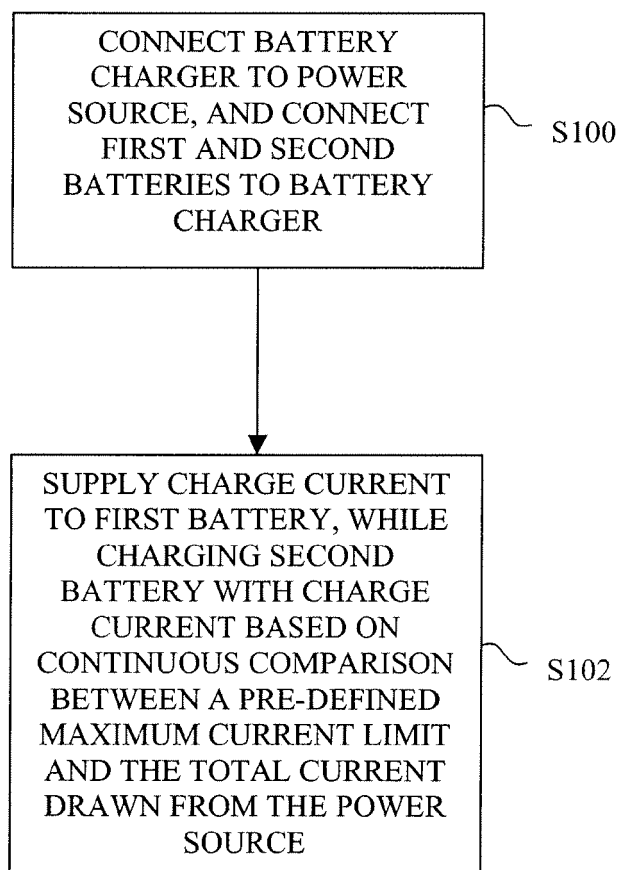 CONNECT BATTERY
CHARGER TO POWER
SOURCE, AND CONNECT
FIRST AND SECOND
BATTERIES TO BATTERY
CHARGER
S100
SUPPLY CHARGE CURRENT
TO FIRST BATTERY, WHILE
CHARGING SECOND
BATTERY WITH CHARGE
CURRENT BASED ON
CONTINUOUS COMPARISON
BETWEEN A PRE-DEFINED
MAXIMUM CURRENT LIMIT
AND THE TOTAL CURRENT
DRAWN FROM THE POWER
SOURCE
S102